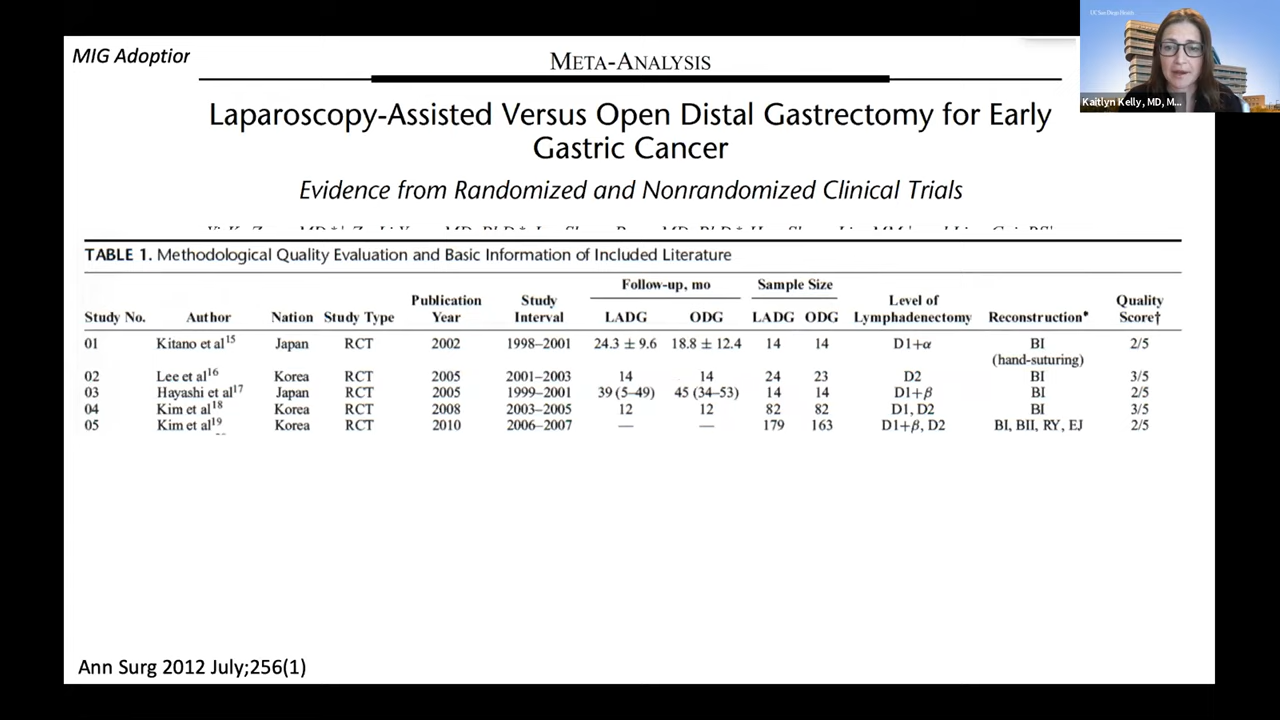 UC San Diego Health
Kaitlyn Kelly, MD, M...
MIG Adoption
META-ANALYSIS
Laparoscopy-Assisted Versus Open Distal Gastrectomy for Early
Gastric Cancer
Evidence from Randomized and Nonrandomized Clinical Trials
TABLE 1. Methodological Quality Evaluation and Basic Information of Included Literature
Follow-up, mo Sample Size
Publication Study Level of Quality
Study No. Author Nation Study Type Year Interval LADG ODG LADG ODG Lymphadenectomy Reconstruction* Score†
01 Kitano et al15 Japan RCT 2002 1998–2001 24.3 ± 9.6 18.8 ± 12.4 14 14 D1+α BI 2/5
(hand-suturing)
02 Lee et al16 Korea RCT 2005 2001–2003 14 14 24 23 D2 BI 3/5
03 Hayashi et al17 Japan RCT 2005 1999–2001 39 (5–49) 45 (34–53) 14 14 D1+β BI 2/5
04 Kim et al18 Korea RCT 2008 2003–2005 12 12 82 82 D1, D2 BI 3/5
05 Kim et al19 Korea RCT 2010 2006–2007 — — 179 163 D1+β, D2 BI, BII, RY, EJ 2/5
Ann Surg 2012 July;256(1)